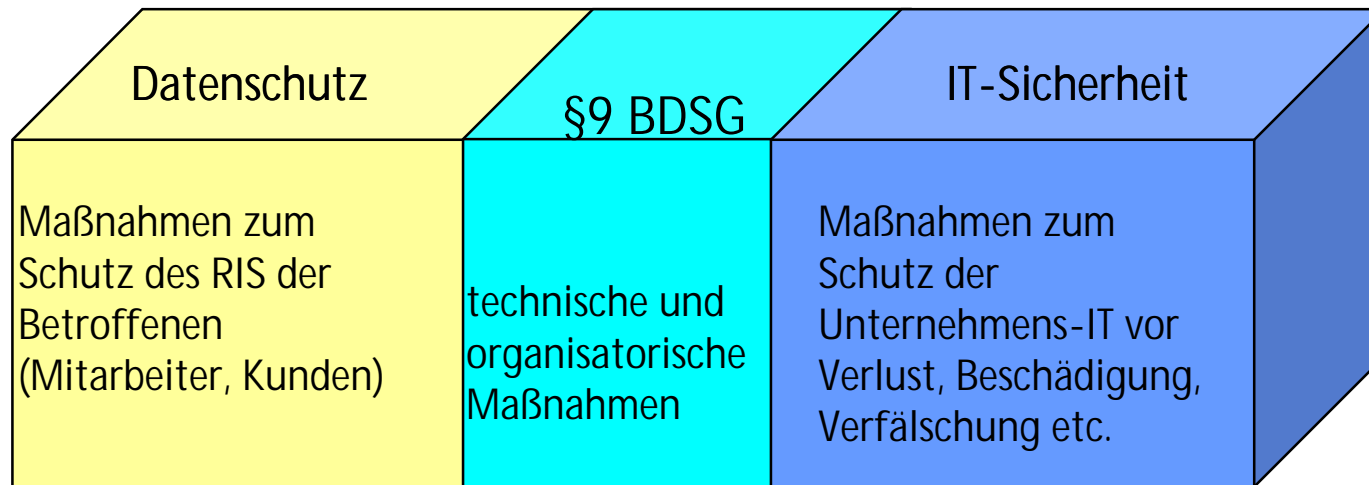 Datenschutz
§9 BDSG
IT-Sicherheit
Maßnahmen zum
Schutz des RIS der
Betroffenen
(Mitarbeiter, Kunden)
technische und
organisatorische
Maßnahmen
Maßnahmen zum
Schutz der
Unternehmens-IT vor
Verlust, Beschädigung,
Verfälschung etc.